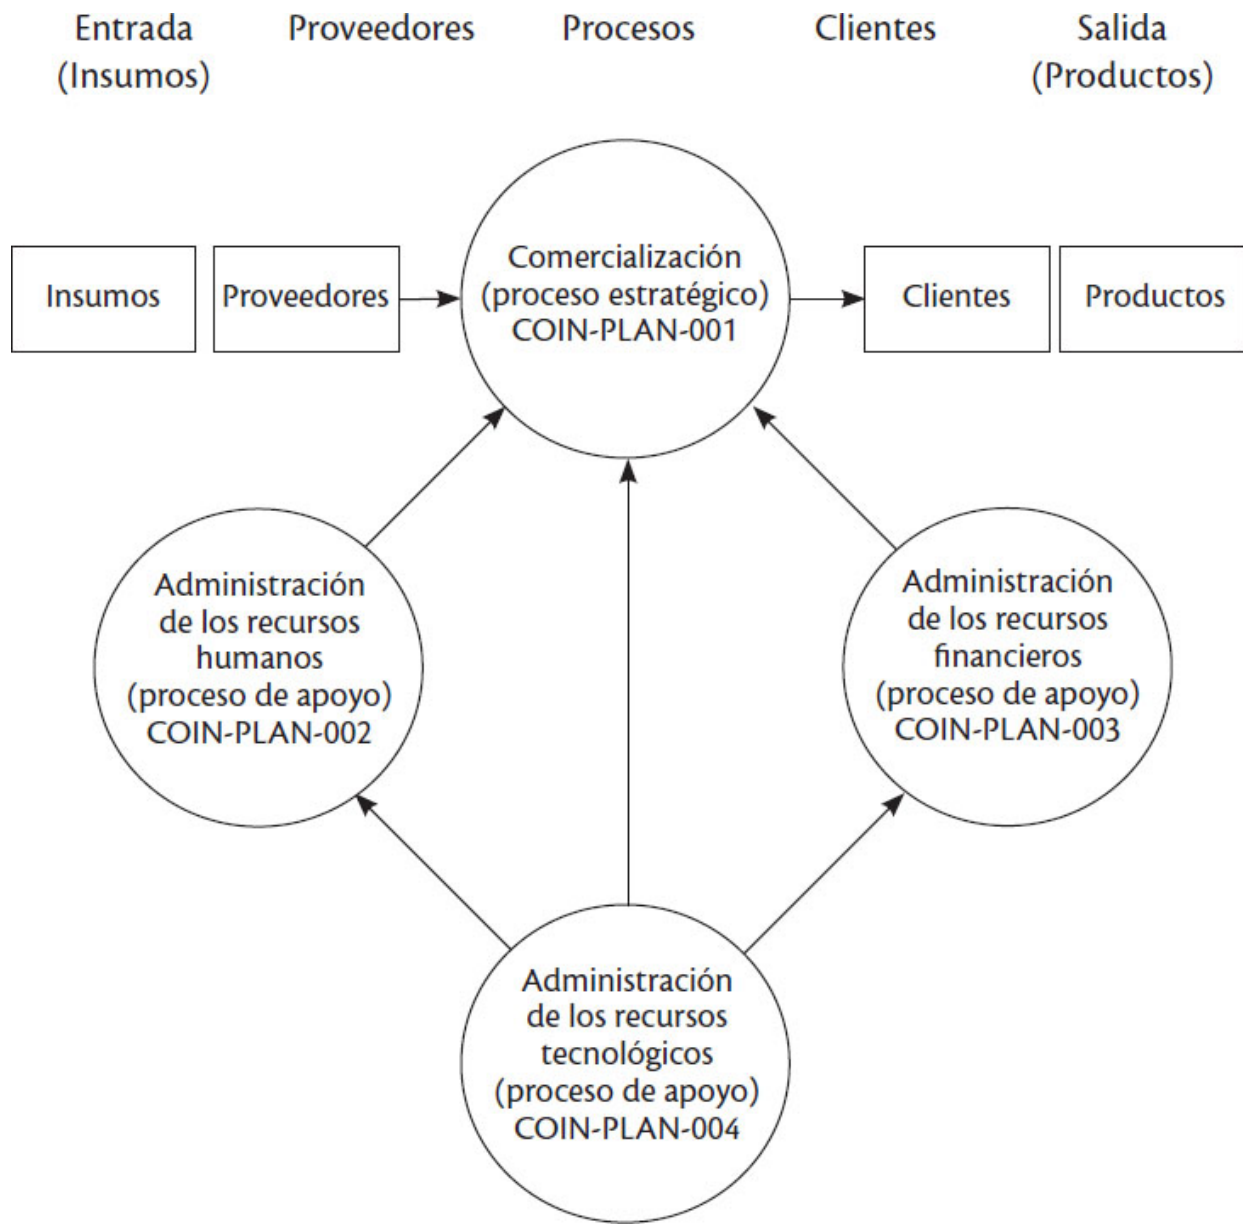 Entrada
(Insumos)
Proveedores
Procesos
Clientes
Salida
(Productos)
Insumos
Proveedores
Comercialización
(proceso estratégico)
COIN-PLAN-001
Clientes
Productos
Administración
de los recursos
humanos
(proceso de apoyo)
COIN-PLAN-002
Administración
de los recursos
financieros
(proceso de apoyo)
COIN-PLAN-003
Administración
de los recursos
tecnológicos
(proceso de apoyo)
COIN-PLAN-004